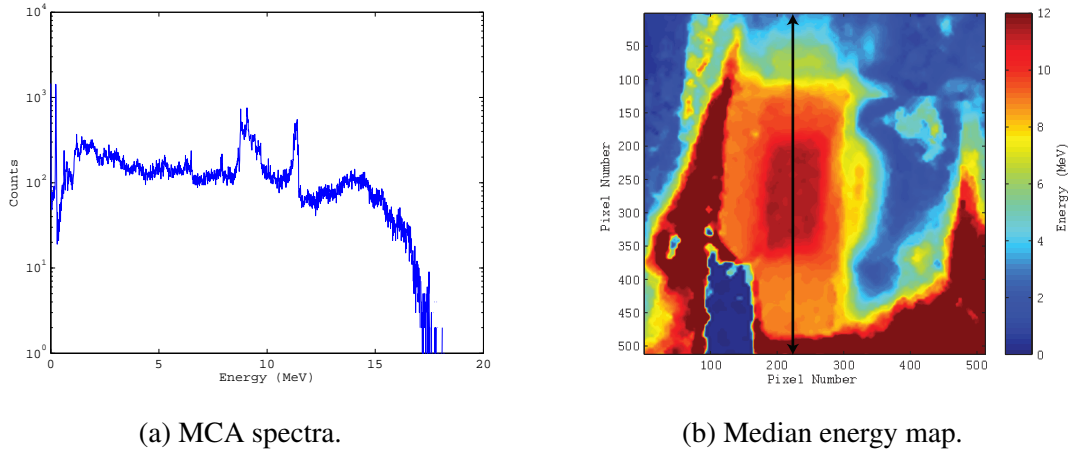 10^4
10^3
10^2
10^1
10^0
Counts
0 5 10 15 20
Energy (MeV)
(a) MCA spectra.
50
100
150
200
250
300
350
400
450
500
Pixel Number
100 200 300 400 500
Pixel Number
12
10
8
6
4
2
0
Energy (MeV)
(b) Median energy map.